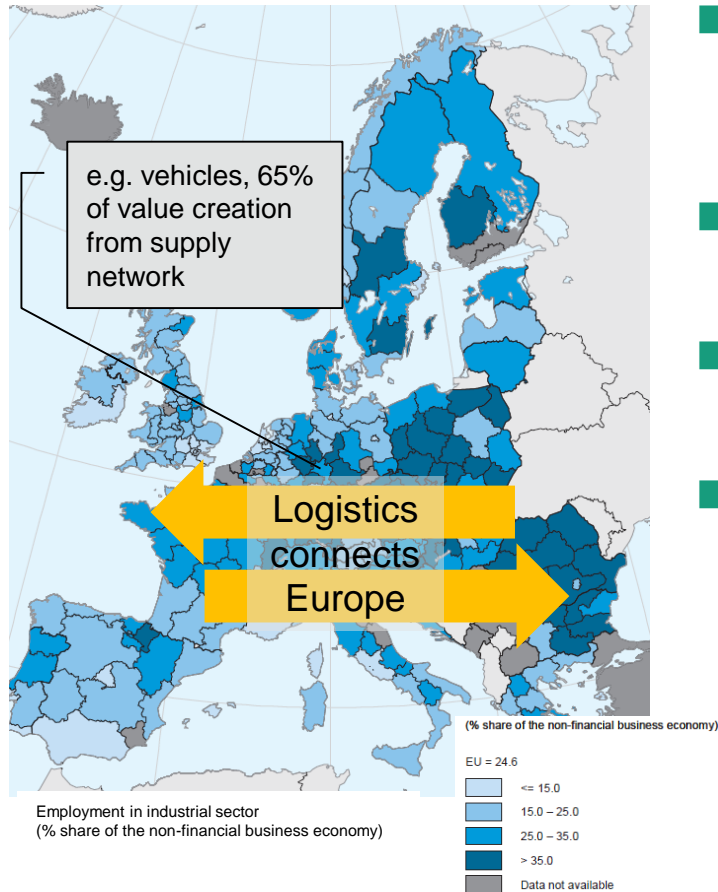 e.g. vehicles, 65%
of value creation
from supply
network
Logistics
connects
Europe
(% share of the non-financial business economy)
EU = 24.6
<= 15.0
15.0 – 25.0
25.0 – 35.0
> 35.0
Data not available
Employment in industrial sector
(% share of the non-financial business economy)